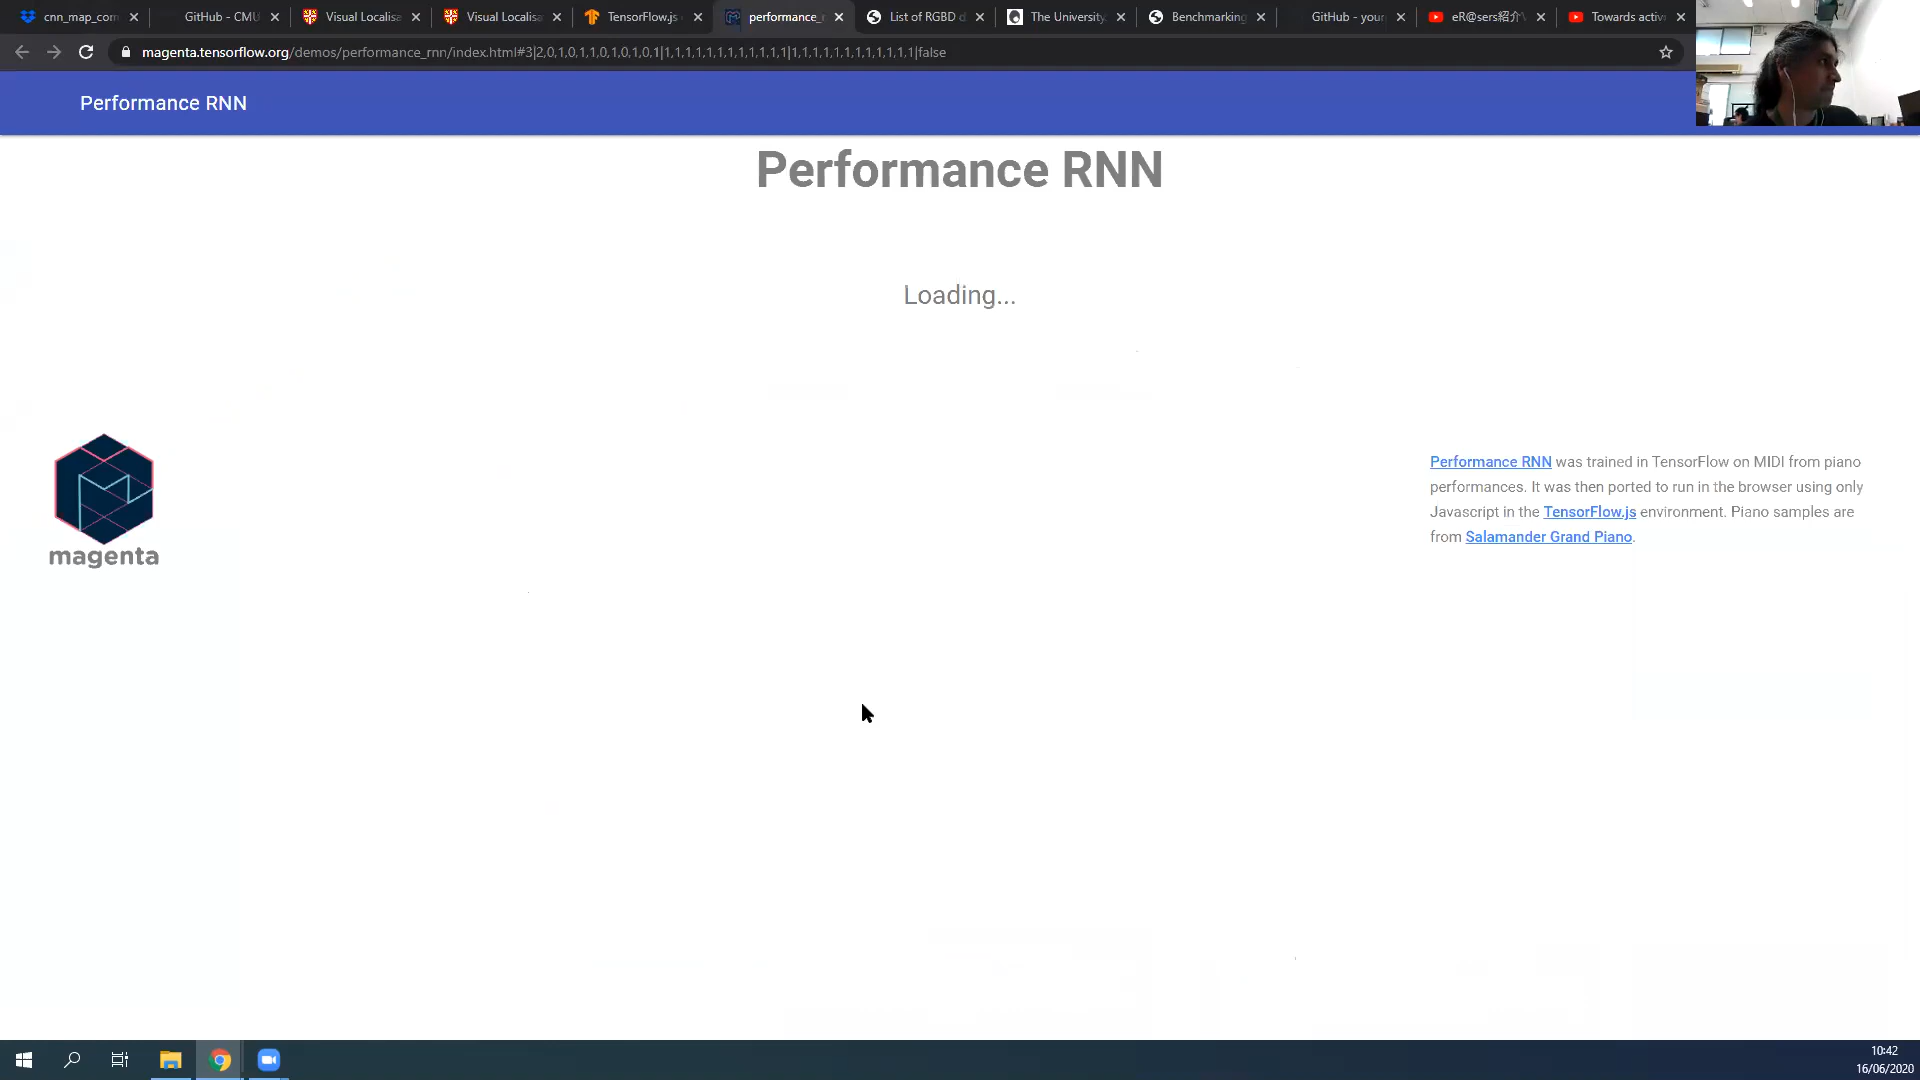 cnn_map_com
GitHub - CMU
Visual Localisa
Visual Localisa
TensorFlow.js
performance_r
List of RGBD d
The University
Benchmarking
GitHub - your
eR@sers紹介V
Towards activ
magenta.tensorflow.org/demos/performance_rnn/index.html#3|2,0,1,0,1,1,0,1,0,1,0,1|1,1,1,1,1,1,1,1,1,1,1,1|1,1,1,1,1,1,1,1,1,1,1,1|false
Performance RNN
Performance RNN
Loading...
magenta
Performance RNN was trained in TensorFlow on MIDI from piano
performances. It was then ported to run in the browser using only
Javascript in the TensorFlow.js environment. Piano samples are
from Salamander Grand Piano.
10:42
16/06/2020